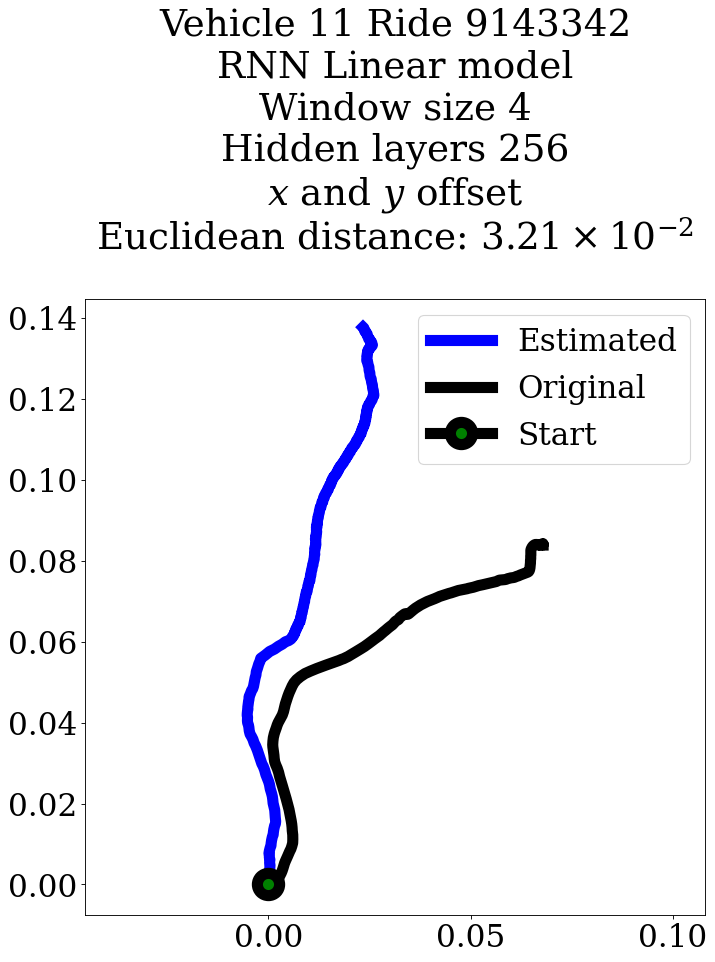 Vehicle 11 Ride 9143342
RNN Linear model
Window size 4
Hidden layers 256
x and y offset
Euclidean distance: 3.21 × 10⁻²
0.14
0.12
0.10
0.08
0.06
0.04
0.02
0.00
Estimated
Original
Start
0.00 0.05 0.10